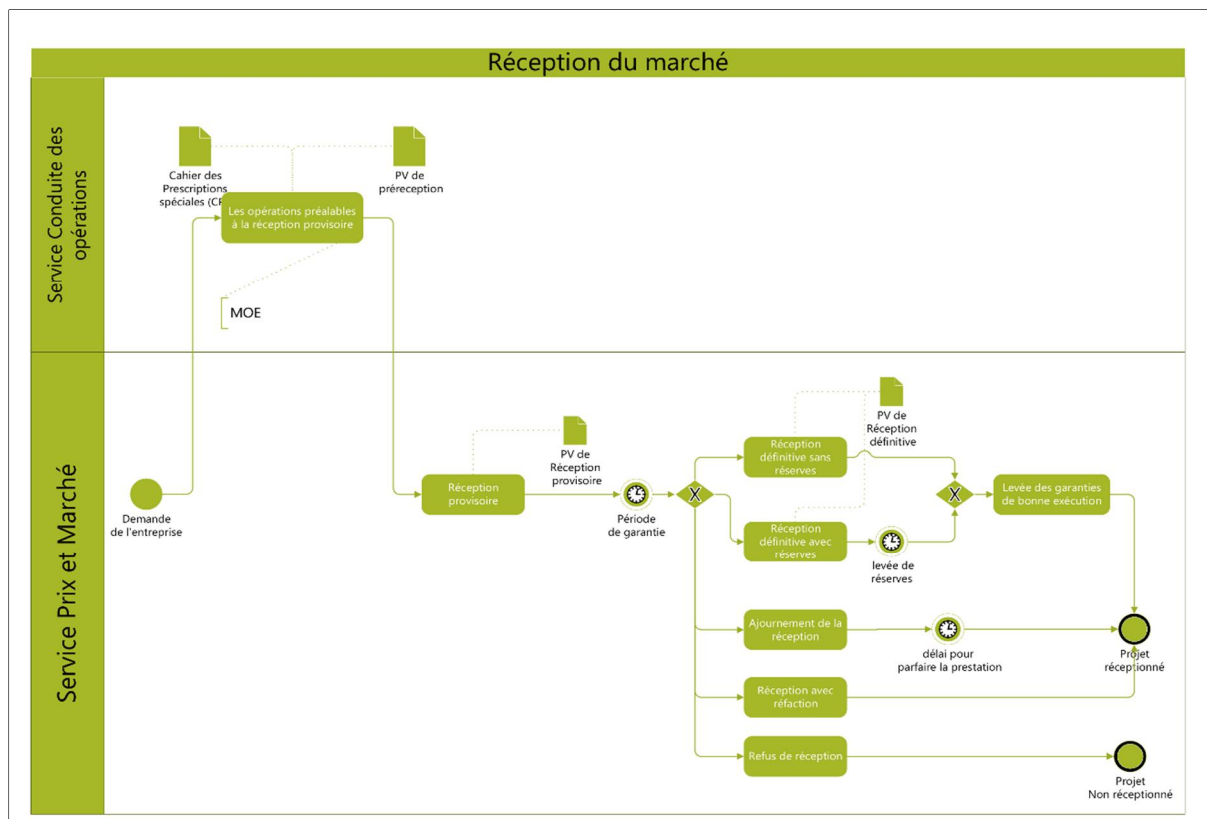 Réception du marché
Service Conduite des
opérations
Cahier des
Prescriptions
spéciales (CP
PV de
préreception
Les opérations préalables
à la réception provisoire
MOE
Service Prix et Marché
Demande
de l'entreprise
Réception
provisoire
PV de
Réception
provisoire
Période
de garantie
X
Réception
définitive sans
réserves
PV de
Réception
définitive
Réception
définitive avec
réserves
levée de
réserves
X
Levée des garanties
de bonne exécution
Ajournement de la
réception
délai pour
parfaire la prestation
Projet
réceptionné
Réception avec
réfaction
Refus de réception
Projet
Non réceptionné